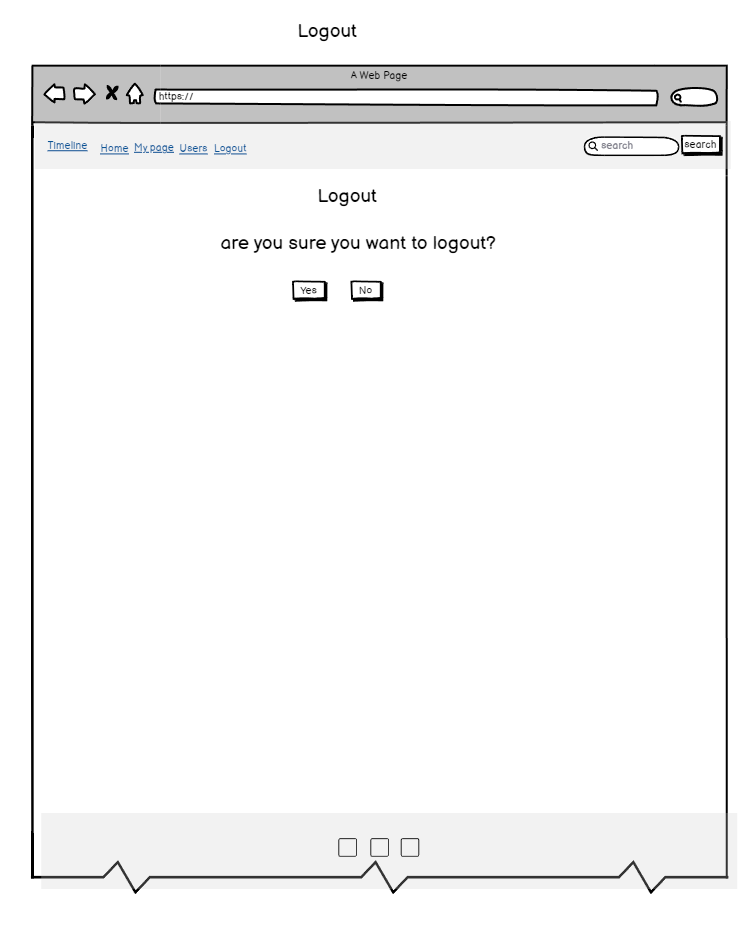 Logout
A Web Page
https://
Timeline Home My page Users Logout search search
Logout
are you sure you want to logout?
Yes No